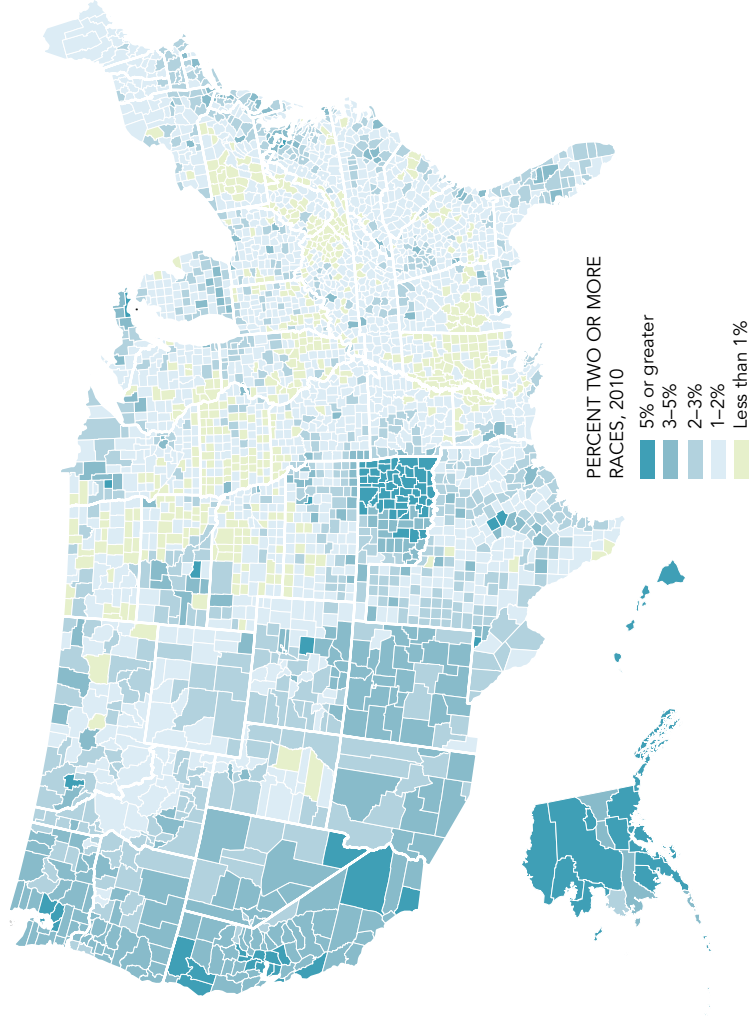 PERCENT TWO OR MORE
RACES, 2010
5% or greater
3–5%
2–3%
1–2%
Less than 1%